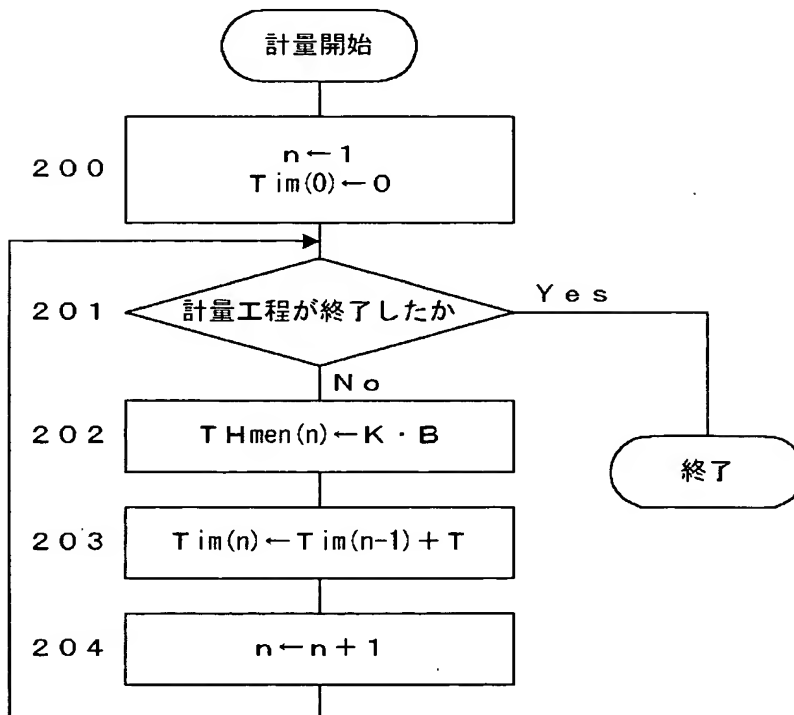 計量開始
200
n←1
Tim(0)←0
201
計量工程が終了したか
Yes
No
202
THmen(n)←K・B
終了
203
Tim(n)←Tim(n-1)+T
204
n←n+1